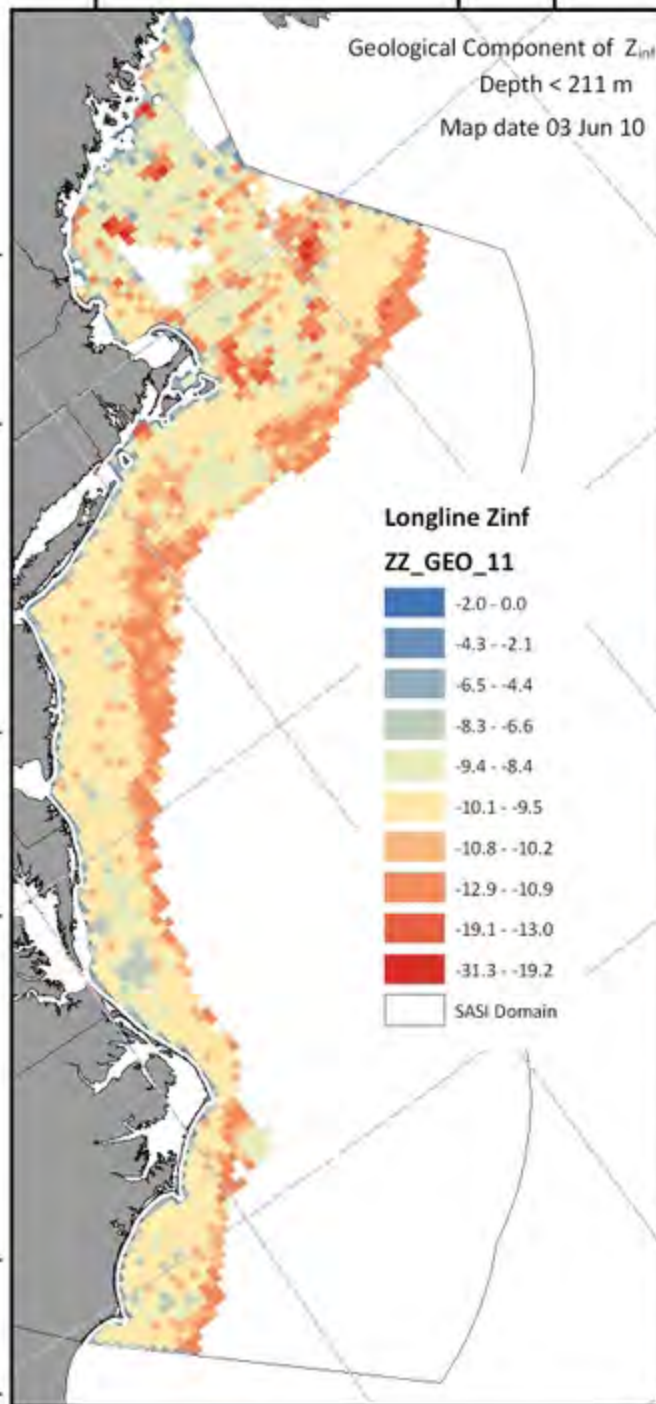 Geological Component of Zinf
Depth < 211 m
Map date 03 Jun 10
Longline Zinf
ZZ_GEO_11
-2.0 - 0.0
-4.3 - -2.1
-6.5 - -4.4
-8.3 - -6.6
-9.4 - -8.4
-10.1 - -9.5
-10.8 - -10.2
-12.9 - -10.9
-19.1 - -13.0
-31.3 - -19.2
SASI Domain